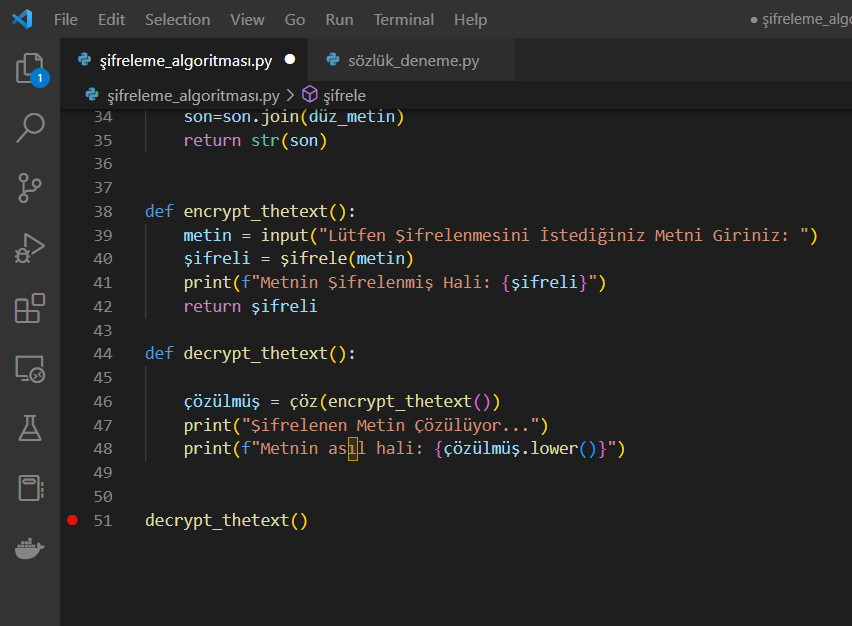 File Edit Selection View Go Run Terminal Help ● şifreleme_algo
şifreleme_algoritması.py ● sözlük_deneme.py
1
şifreleme_algoritması.py > şifrele
34 son=son.join(düz_metin)
35 return str(son)
36
37
38 def encrypt_thetext():
39 metin = input("Lütfen Şifrelenmesini İstediğiniz Metni Giriniz: ")
40 şifreli = şifrele(metin)
41 print(f"Metnin Şifrelenmiş Hali: {şifreli}")
42 return şifreli
43
44 def decrypt_thetext():
45
46 çözülmüş = çöz(encrypt_thetext())
47 print("Şifrelenen Metin Çözülüyor...")
48 print(f"Metnin asıl hali: {çözülmüş.lower()}")
49
50
51 decrypt_thetext()